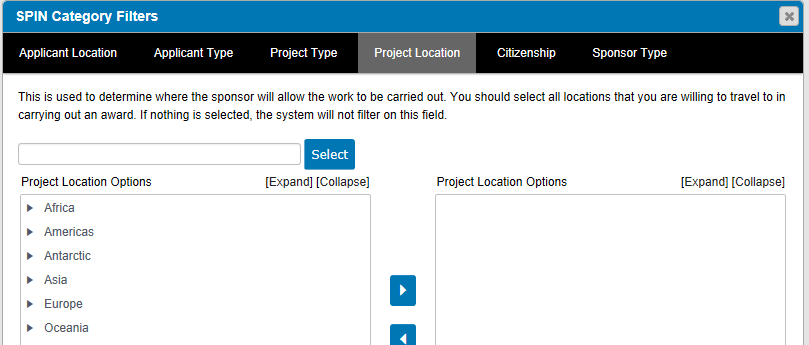 SPIN Category Filters
Applicant Location Applicant Type Project Type Project Location Citizenship Sponsor Type
This is used to determine where the sponsor will allow the work to be carried out. You should select all locations that you are willing to travel to in
carrying out an award. If nothing is selected, the system will not filter on this field.
Select
Project Location Options [Expand] [Collapse] Project Location Options [Expand] [Collapse]
Africa
Americas
Antarctic
Asia
Europe
Oceania